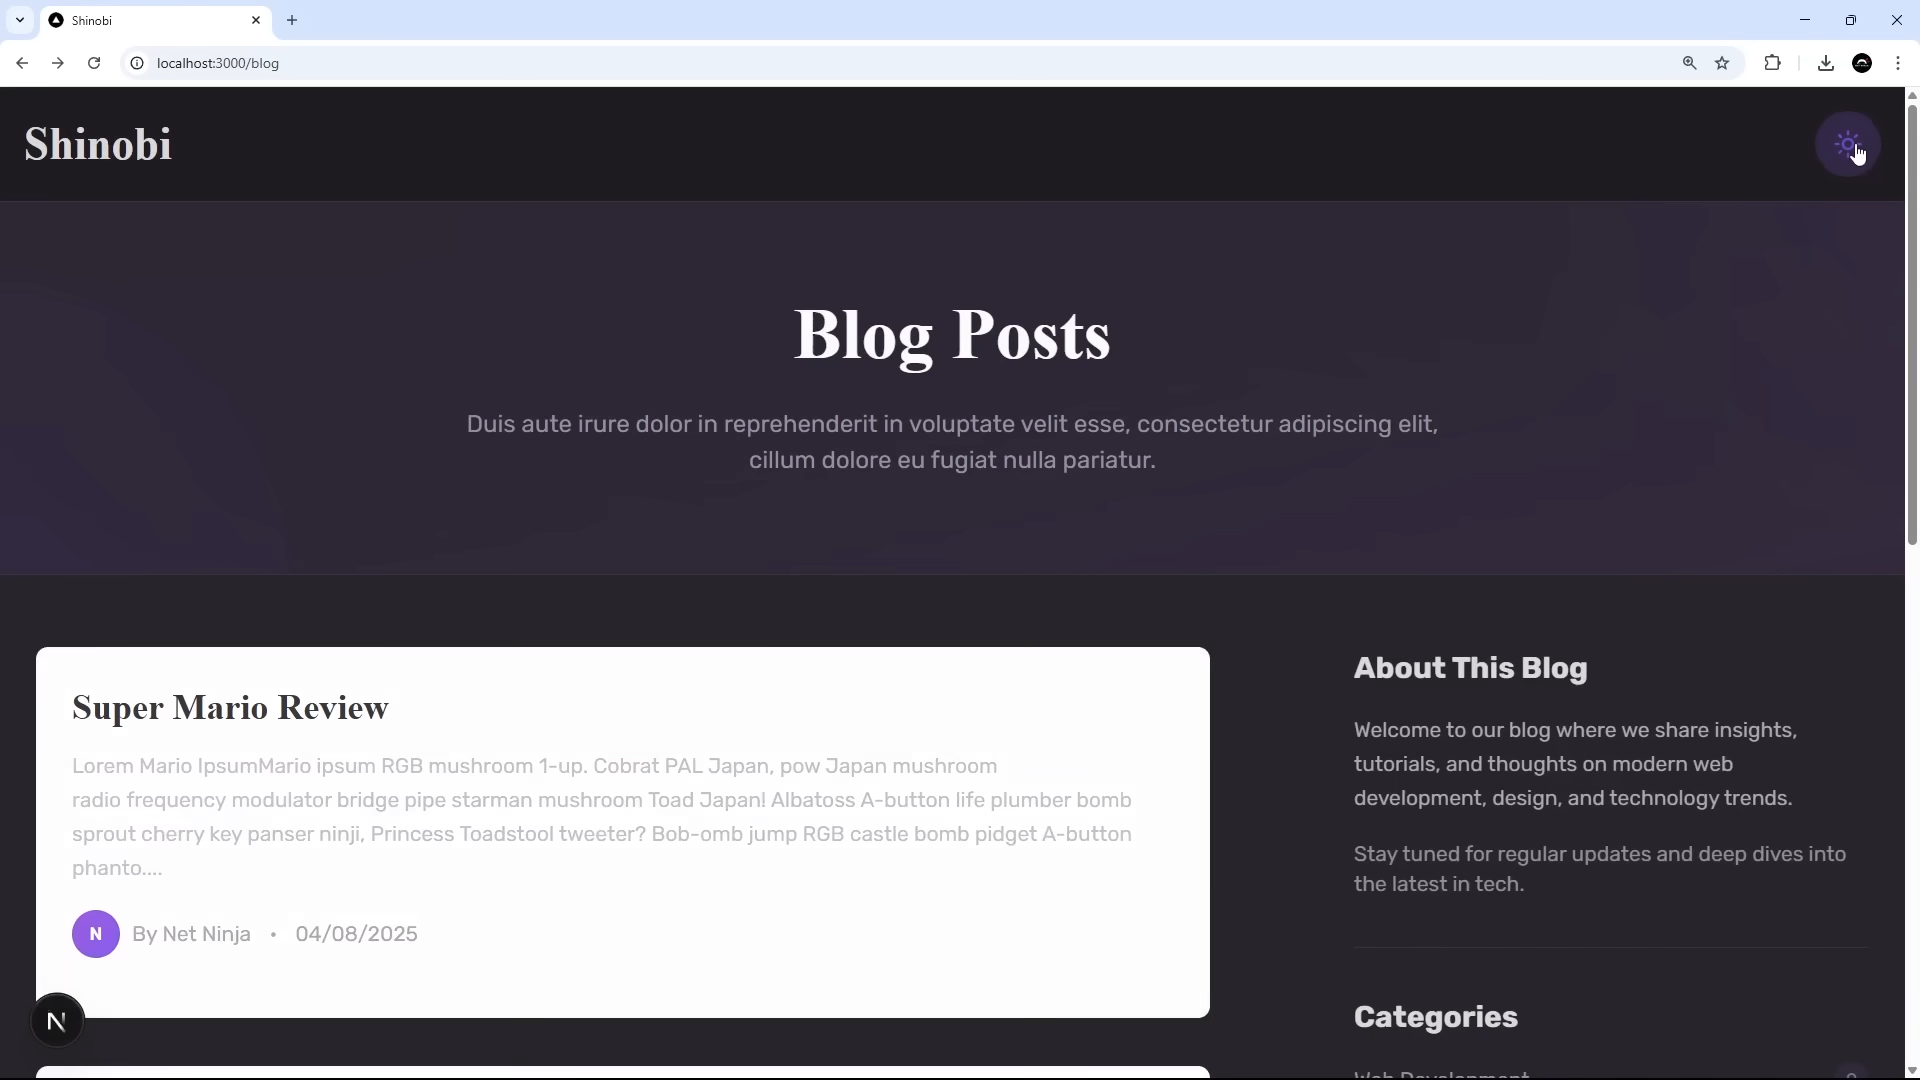 Shinobi
localhost:3000/blog
Shinobi
Blog Posts
Duis aute irure dolor in reprehenderit in voluptate velit esse, consectetur adipiscing elit,
cillum dolore eu fugiat nulla pariatur.
Super Mario Review
Lorem Mario IpsumMario ipsum RGB mushroom 1-up. Cobrat PAL Japan, pow Japan mushroom
radio frequency modulator bridge pipe starman mushroom Toad Japan! Albatoss A-button life plumber bomb
sprout cherry key panser ninji, Princess Toadstool tweeter? Bob-omb jump RGB castle bomb pidget A-button
phanto....
N By Net Ninja • 04/08/2025
N
About This Blog
Welcome to our blog where we share insights,
tutorials, and thoughts on modern web
development, design, and technology trends.
Stay tuned for regular updates and deep dives into
the latest in tech.
Categories
Web Development